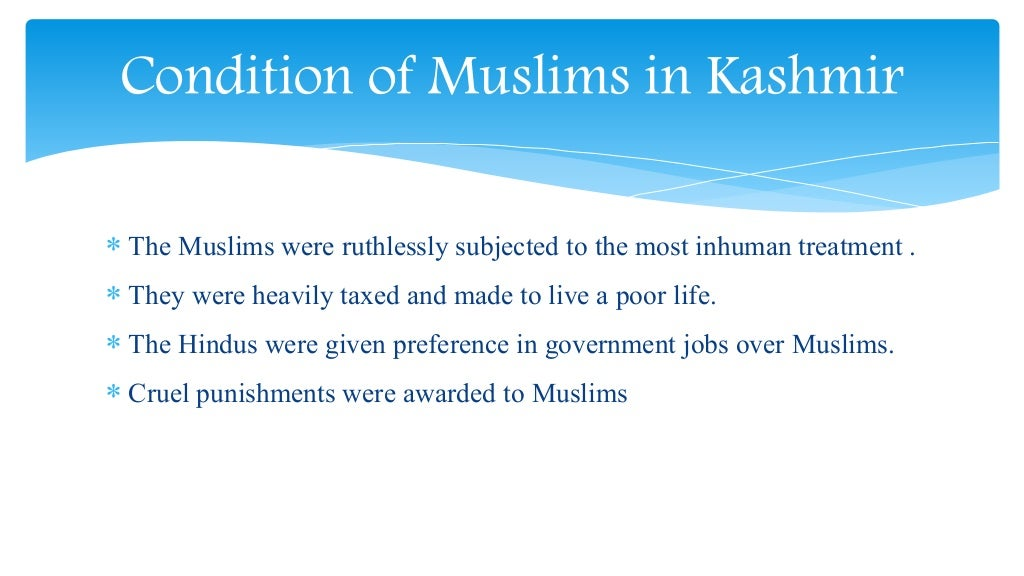 Condition of Muslims in Kashmir
* The Muslims were ruthlessly subjected to the most inhuman treatment .
* They were heavily taxed and made to live a poor life.
* The Hindus were given preference in government jobs over Muslims.
* Cruel punishments were awarded to Muslims